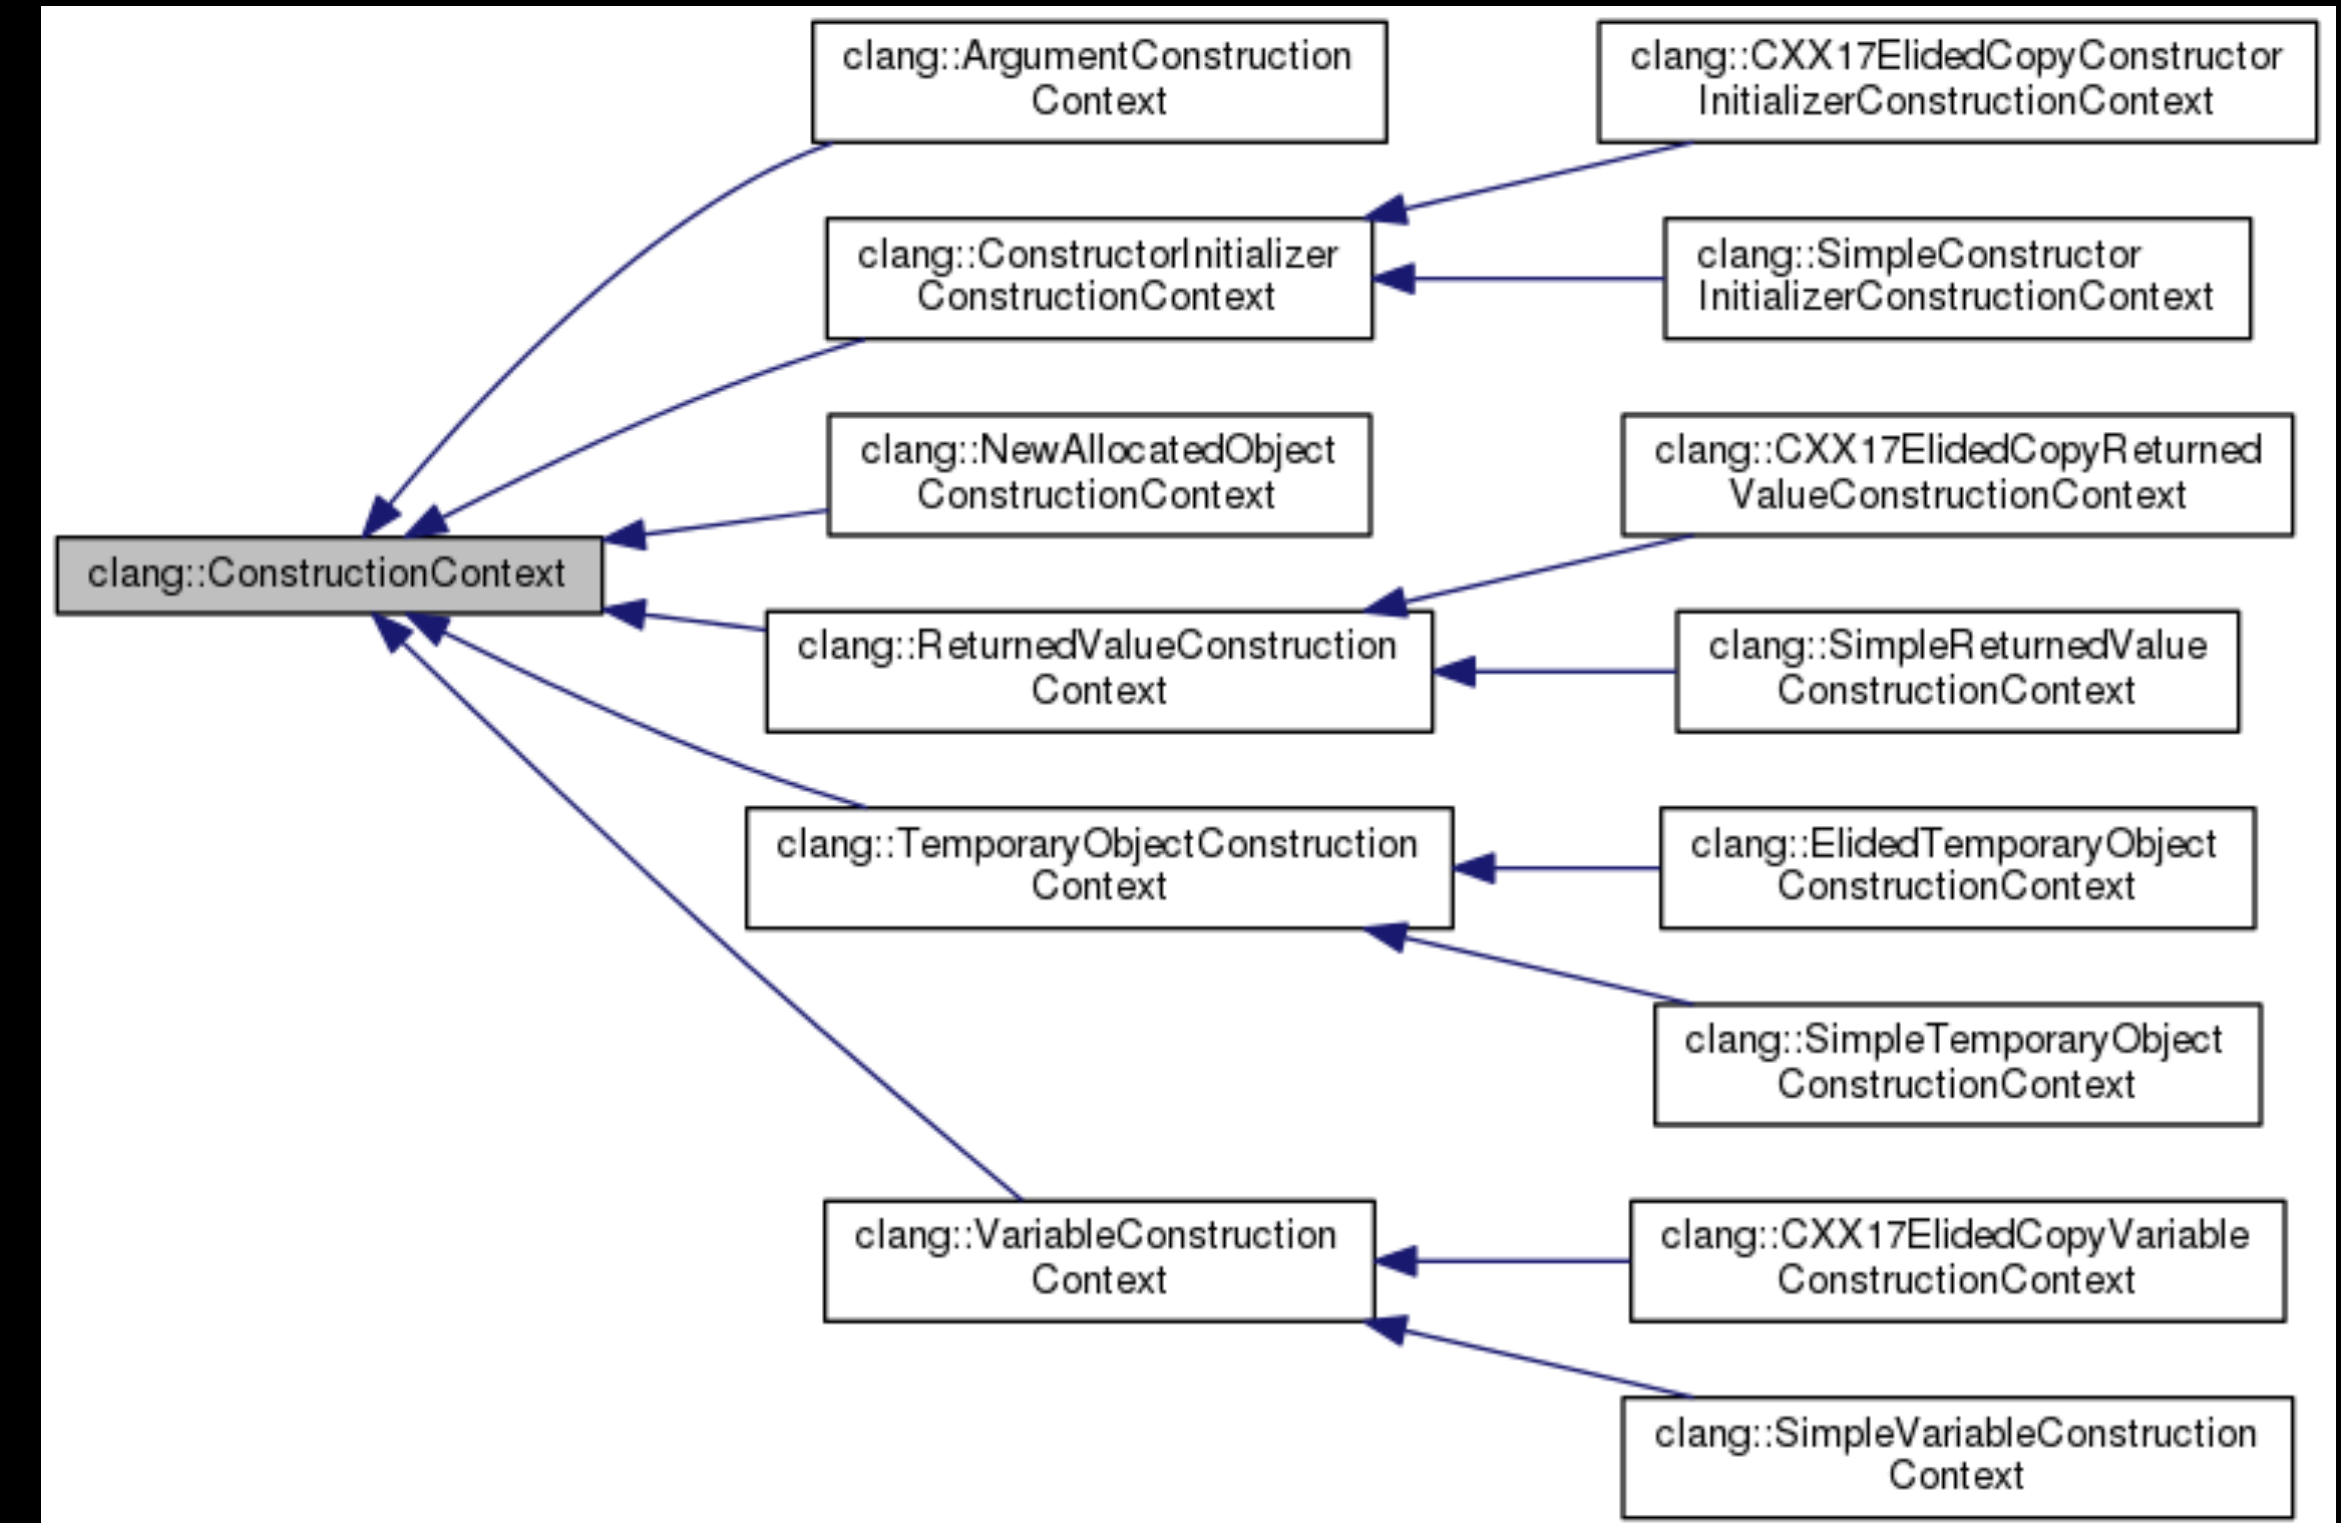 clang::ArgumentConstruction
Context
clang::CXX17ElidedCopyConstructor
InitializerConstructionContext
clang::ConstructorInitializer
ConstructionContext
clang::SimpleConstructor
InitializerConstructionContext
clang::NewAllocatedObject
ConstructionContext
clang::CXX17ElidedCopyReturned
ValueConstructionContext
clang::ConstructionContext
clang::ReturnedValueConstruction
Context
clang::SimpleReturnedValue
ConstructionContext
clang::TemporaryObjectConstruction
Context
clang::ElidedTemporaryObject
ConstructionContext
clang::SimpleTemporaryObject
ConstructionContext
clang::VariableConstruction
Context
clang::CXX17ElidedCopyVariable
ConstructionContext
clang::SimpleVariableConstruction
Context